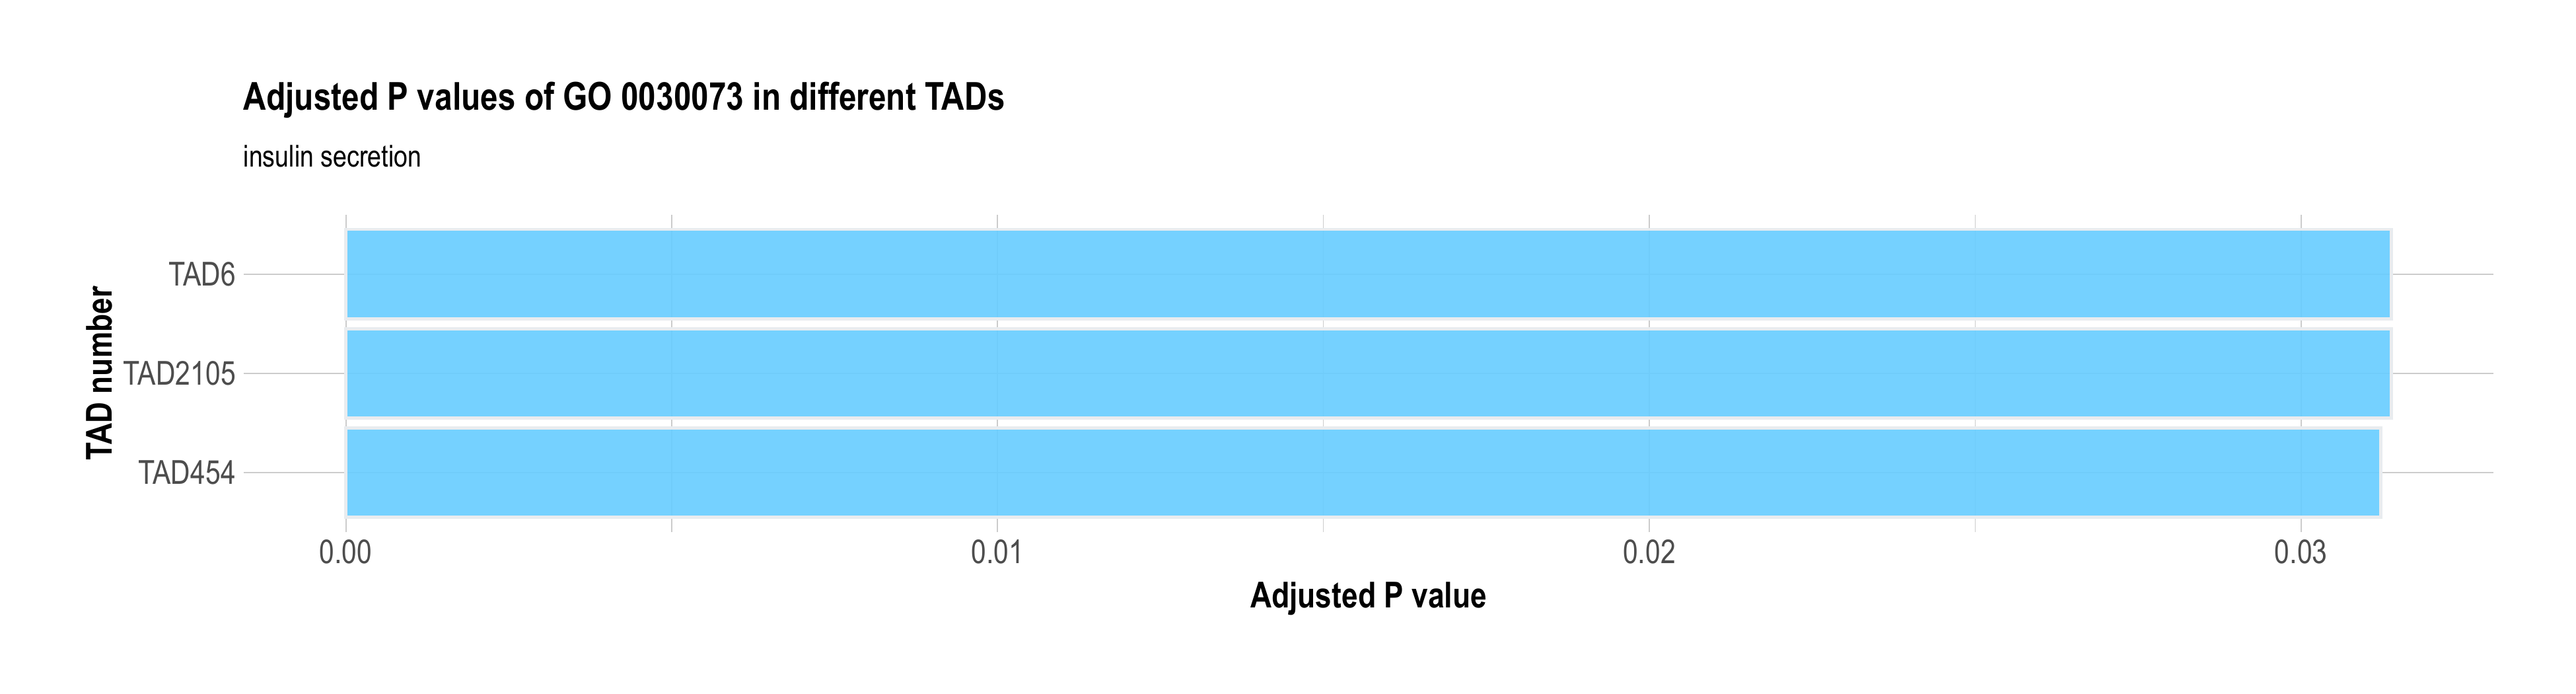 Adjusted P values of GO 0030073 in different TADs
insulin secretion
TAD number
TAD6
TAD2105
TAD454
0.00 0.01 0.02 0.03
Adjusted P value